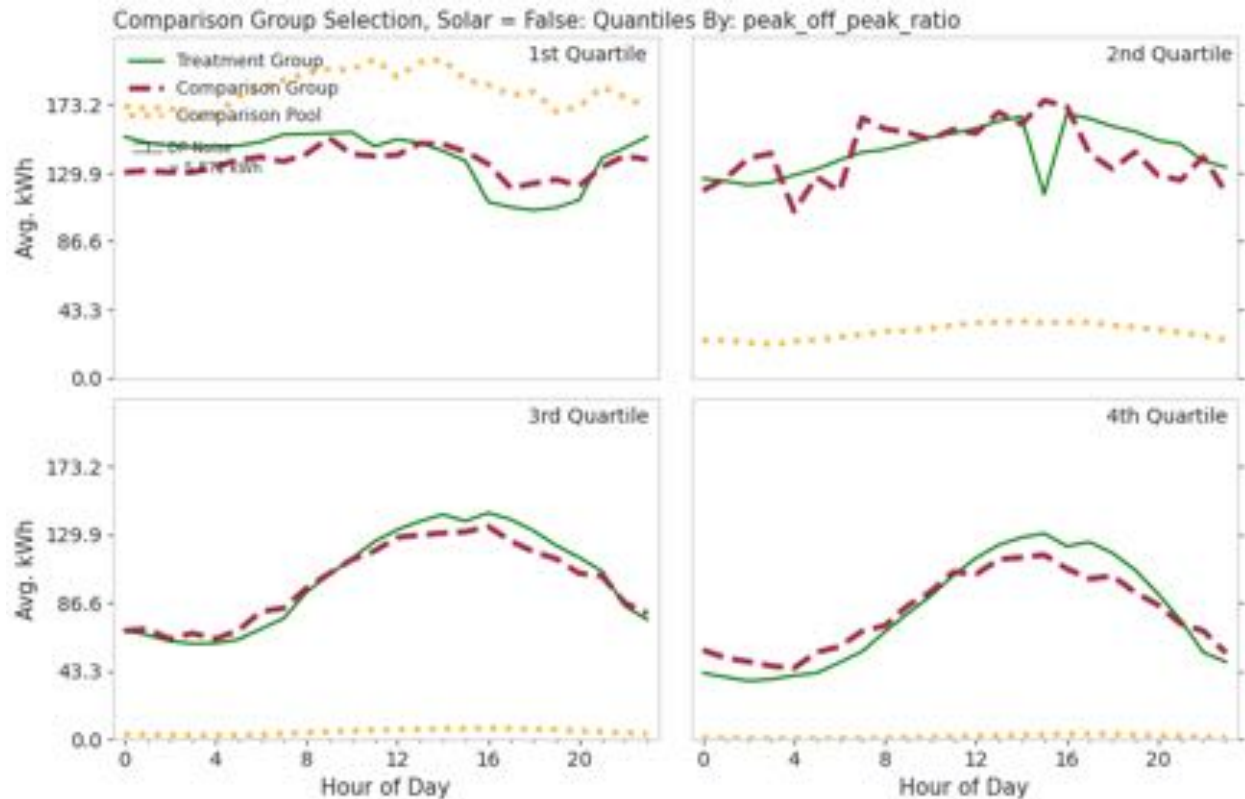 Comparison Group Selection, Solar = False: Quantiles By: peak_off_peak_ratio
1st Quartile
Treatment Group
Comparison Group
Comparison Pool
DP Noise
kWh
2nd Quartile
Avg. kWh
173.2
129.9
86.6
43.3
0.0
3rd Quartile
4th Quartile
Avg. kWh
173.2
129.9
86.6
43.3
0.0
0 4 8 12 16 20
0 4 8 12 16 20
Hour of Day
Hour of Day